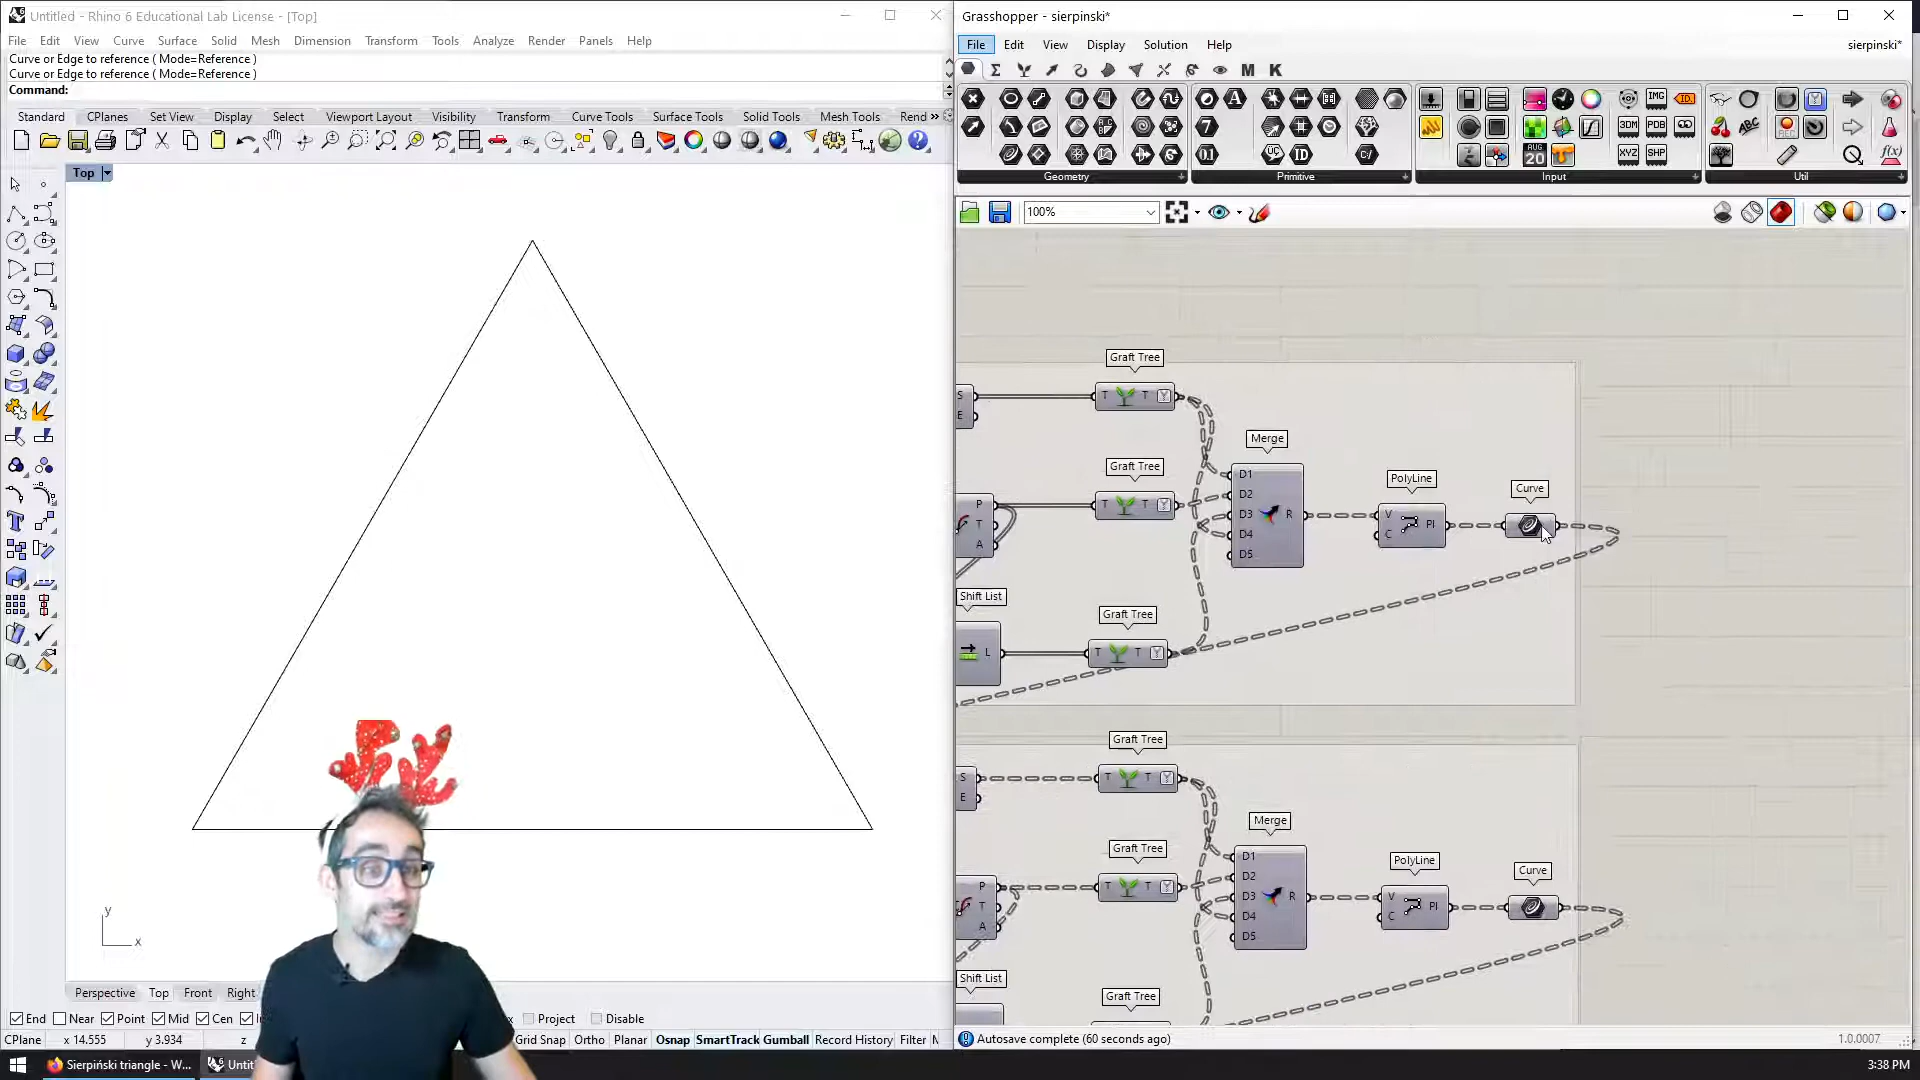 Untitled - Rhino 6 Educational Lab License - [Top]
File Edit View Curve Surface Solid Mesh Dimension Transform Tools Analyze Render Panels Help
Curve or Edge to reference ( Mode=Reference )
Curve or Edge to reference ( Mode=Reference )
Command:
Standard CPlanes Set View Display Select Viewport Layout Visibility Transform Curve Tools Surface Tools Solid Tools Mesh Tools Rend »
Top
y
x
Perspective Top Front Right
End Near Point Mid Cen Project Disable
CPlane x 14.555 y 3.934 z Grid Snap Ortho Planar Osnap SmartTrack Gumball Record History Filter M
Grasshopper - sierpinski*
File Edit View Display Solution Help sierpinski*
M K
Geometry Primitive Input Util
100%
Graft Tree
S T T
E
Merge
Graft Tree
D1
D2
D3 R
D4
D5
P T T
T
A
PolyLine
V Pl
C
Curve
Shift List
L
Graft Tree
T T
Graft Tree
S T T
E
Merge
Graft Tree
D1
D2
D3 R
D4
D5
P T T
T
A
PolyLine
V Pl
C
Curve
Shift List
Graft Tree
Autosave complete (60 seconds ago) 1.0.0007
Sierpiński triangle - W... Untit 3:38 PM